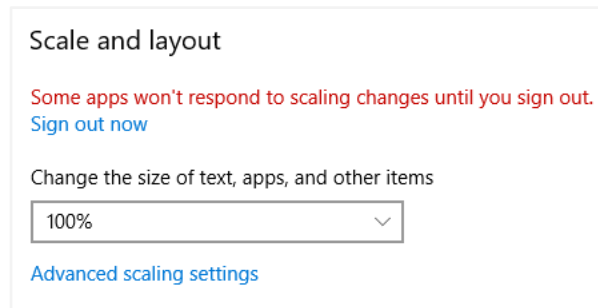 Scale and layout
Some apps won't respond to scaling changes until you sign out.
Sign out now
Change the size of text, apps, and other items
100%
Advanced scaling settings